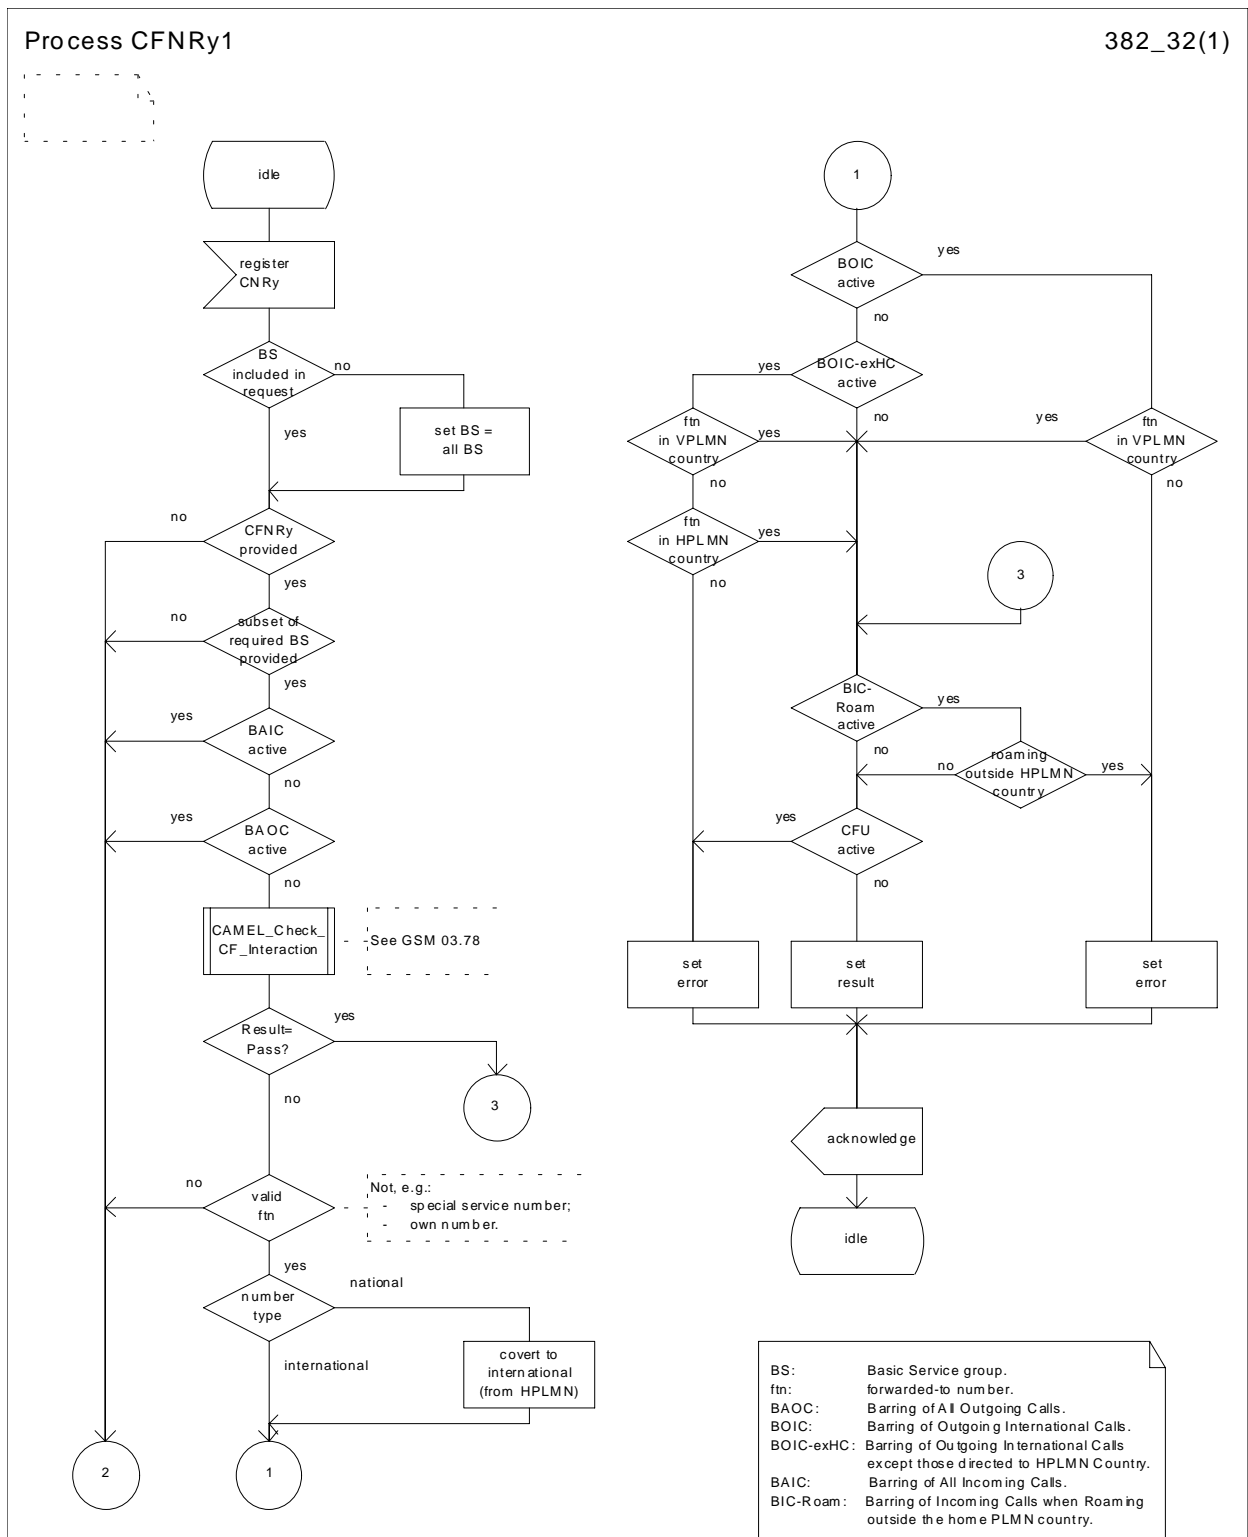 Process CFNRy1
382_32(1)
idle
register
CNRy
BS
included in
request
no
yes
set BS =
all BS
no
CFNRy
provided
yes
no
subset of
required BS
provided
yes
yes
BAIC
active
no
yes
BAOC
active
no
CAMEL_Check_
CF_Interaction
See GSM 03.78
Result=
Pass?
yes
no
3
no
valid
ftn
Not, e.g.:
- special service number;
- own number.
yes
number
type
national
international
covert to
international
(from HPLMN)
2
1
1
BOIC
active
yes
no
yes
BOIC-exHC
active
no
ftn
in VPLMN
country
yes
no
yes
ftn
in VPLMN
country
no
ftn
in HPLMN
country
yes
no
3
BIC-
Roam
active
yes
no
no
roaming
outside HPLMN
country
yes
yes
CFU
active
no
set
error
set
result
set
error
acknowledge
idle
BS: Basic Service group.
ftn: forwarded-to number.
BAOC: Barring of All Outgoing Calls.
BOIC: Barring of Outgoing International Calls.
BOIC-exHC: Barring of Outgoing International Calls
except those directed to HPLMN Country.
BAIC: Barring of All Incoming Calls.
BIC-Roam: Barring of Incoming Calls when Roaming
outside the home PLMN country.